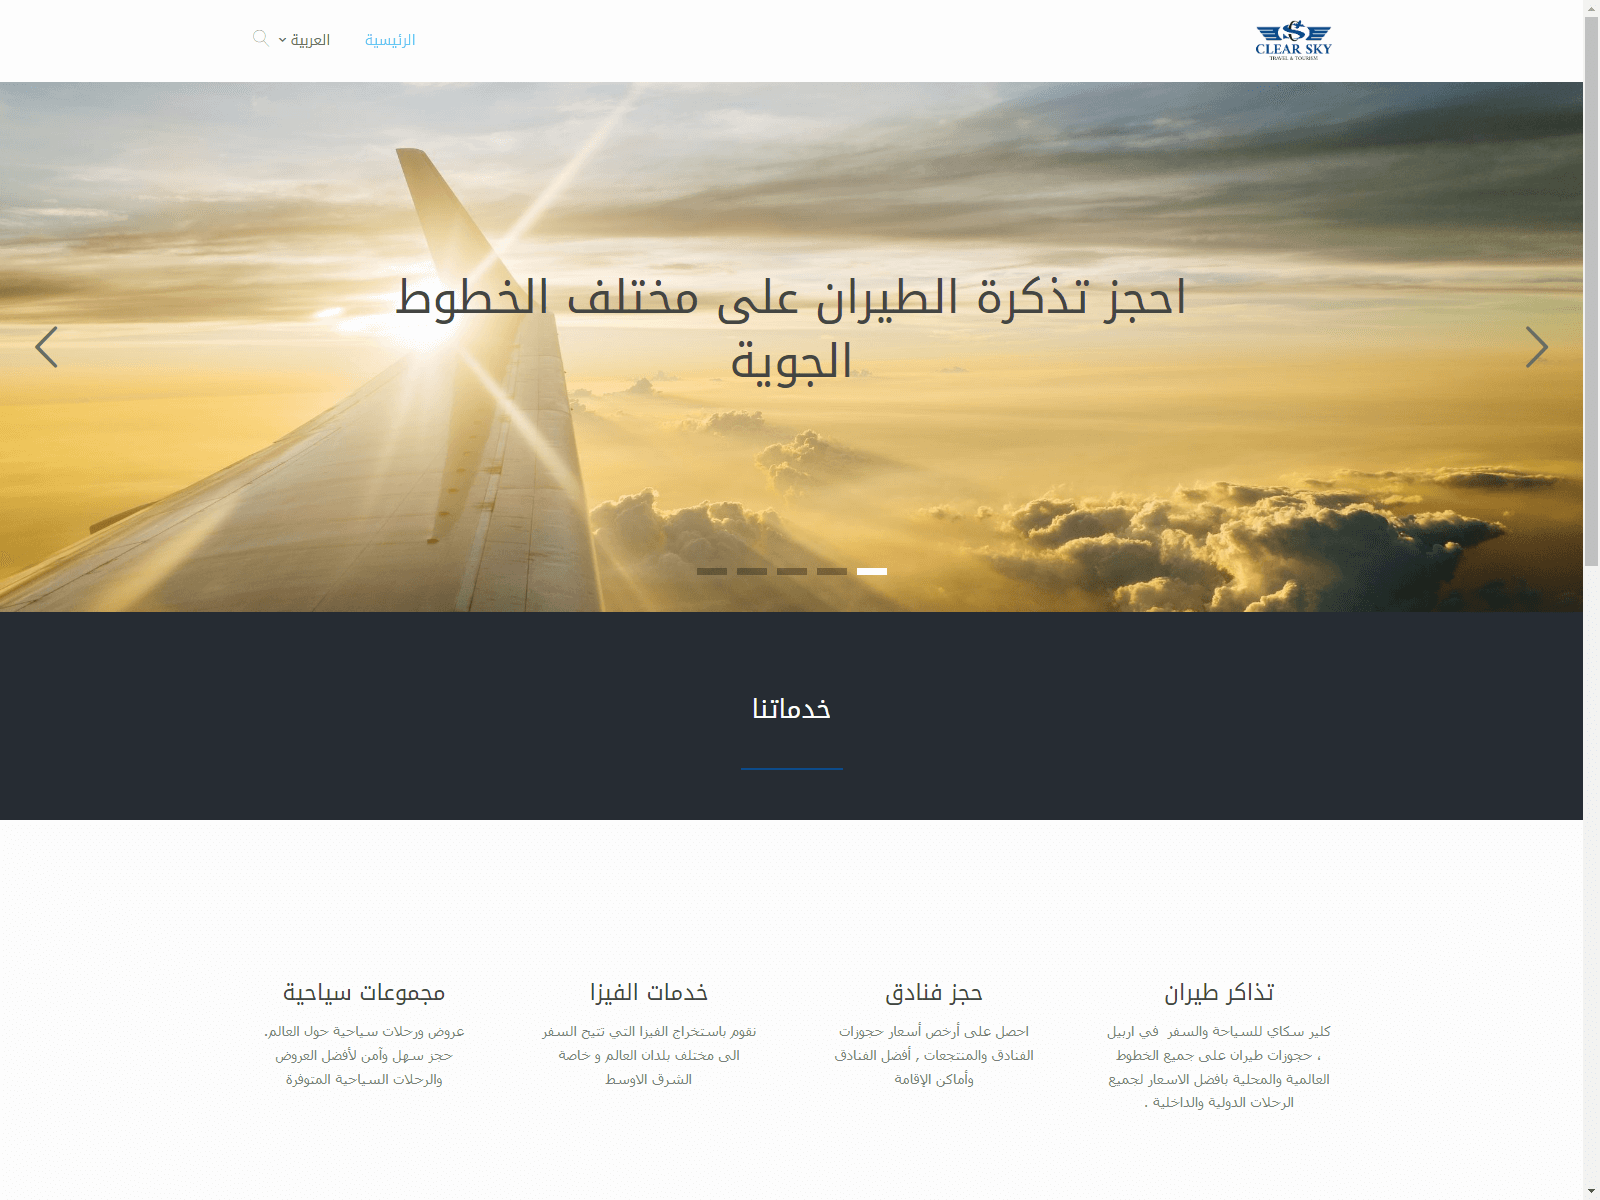 CLEAR SKY
TRAVEL & TOURISM
الرئيسية
العربية
احجز تذكرة الطيران على مختلف الخطوط
الجوية
خدماتنا
تذاكر طيران
كلير سكاي للسياحة والسفر في اربيل
، حجوزات طيران على جميع الخطوط
العالمية والمحلية بافضل الاسعار لجميع
الرحلات الدولية والداخلية .
حجز فنادق
احصل على أرخص أسعار حجوزات
الفنادق والمنتجعات , أفضل الفنادق
وأماكن الإقامة
خدمات الفيزا
نقوم باستخراج الفيزا التي تتيح السفر
الى مختلف بلدان العالم و خاصة
الشرق الاوسط
مجموعات سياحية
عروض ورحلات سياحية حول العالم.
حجز سهل وآمن لأفضل العروض
والرحلات السياحية المتوفرة